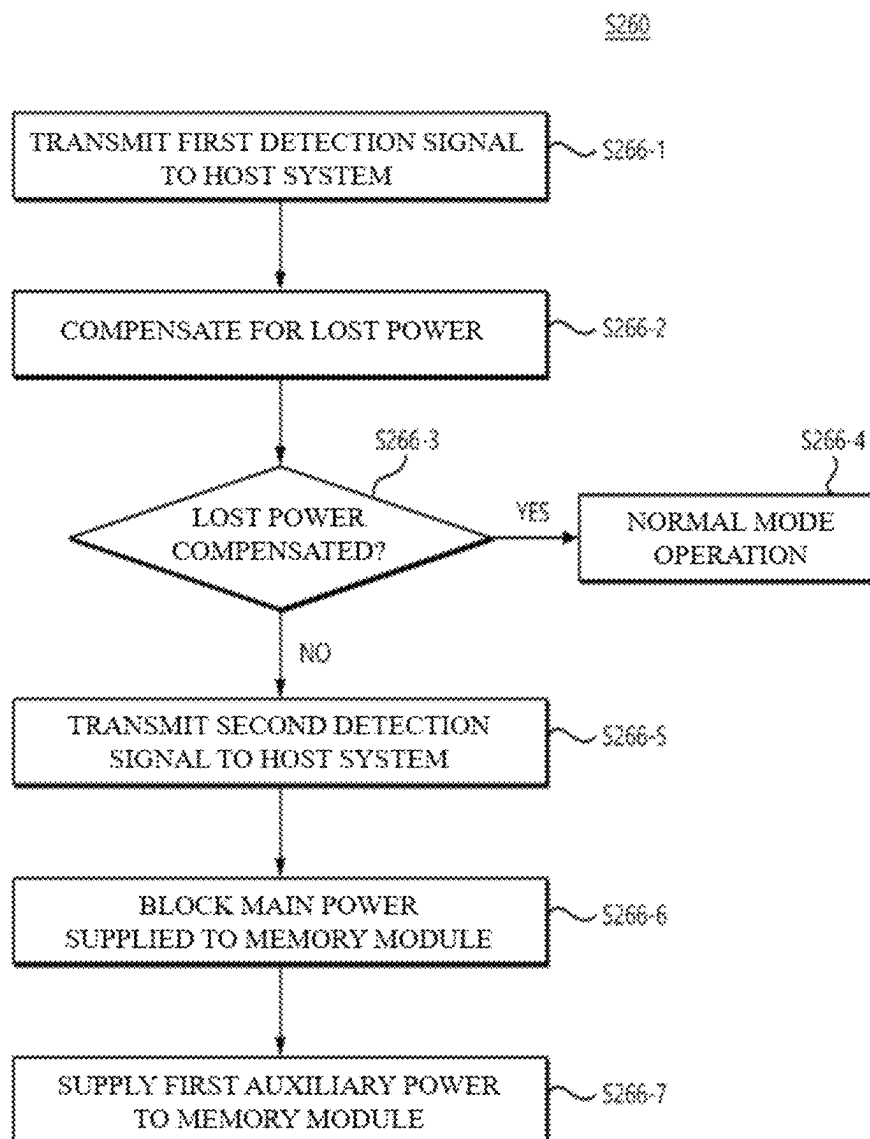 S260
TRANSMIT FIRST DETECTION SIGNAL
TO HOST SYSTEM
S266-1
COMPENSATE FOR LOST POWER
S266-2
S266-3
S266-4
LOST POWER
COMPENSATED?
YES
NORMAL MODE
OPERATION
NO
TRANSMIT SECOND DETECTION
SIGNAL TO HOST SYSTEM
S266-5
BLOCK MAIN POWER
SUPPLIED TO MEMORY MODULE
S266-6
SUPPLY FIRST AUXILIARY POWER
TO MEMORY MODULE
S266-7